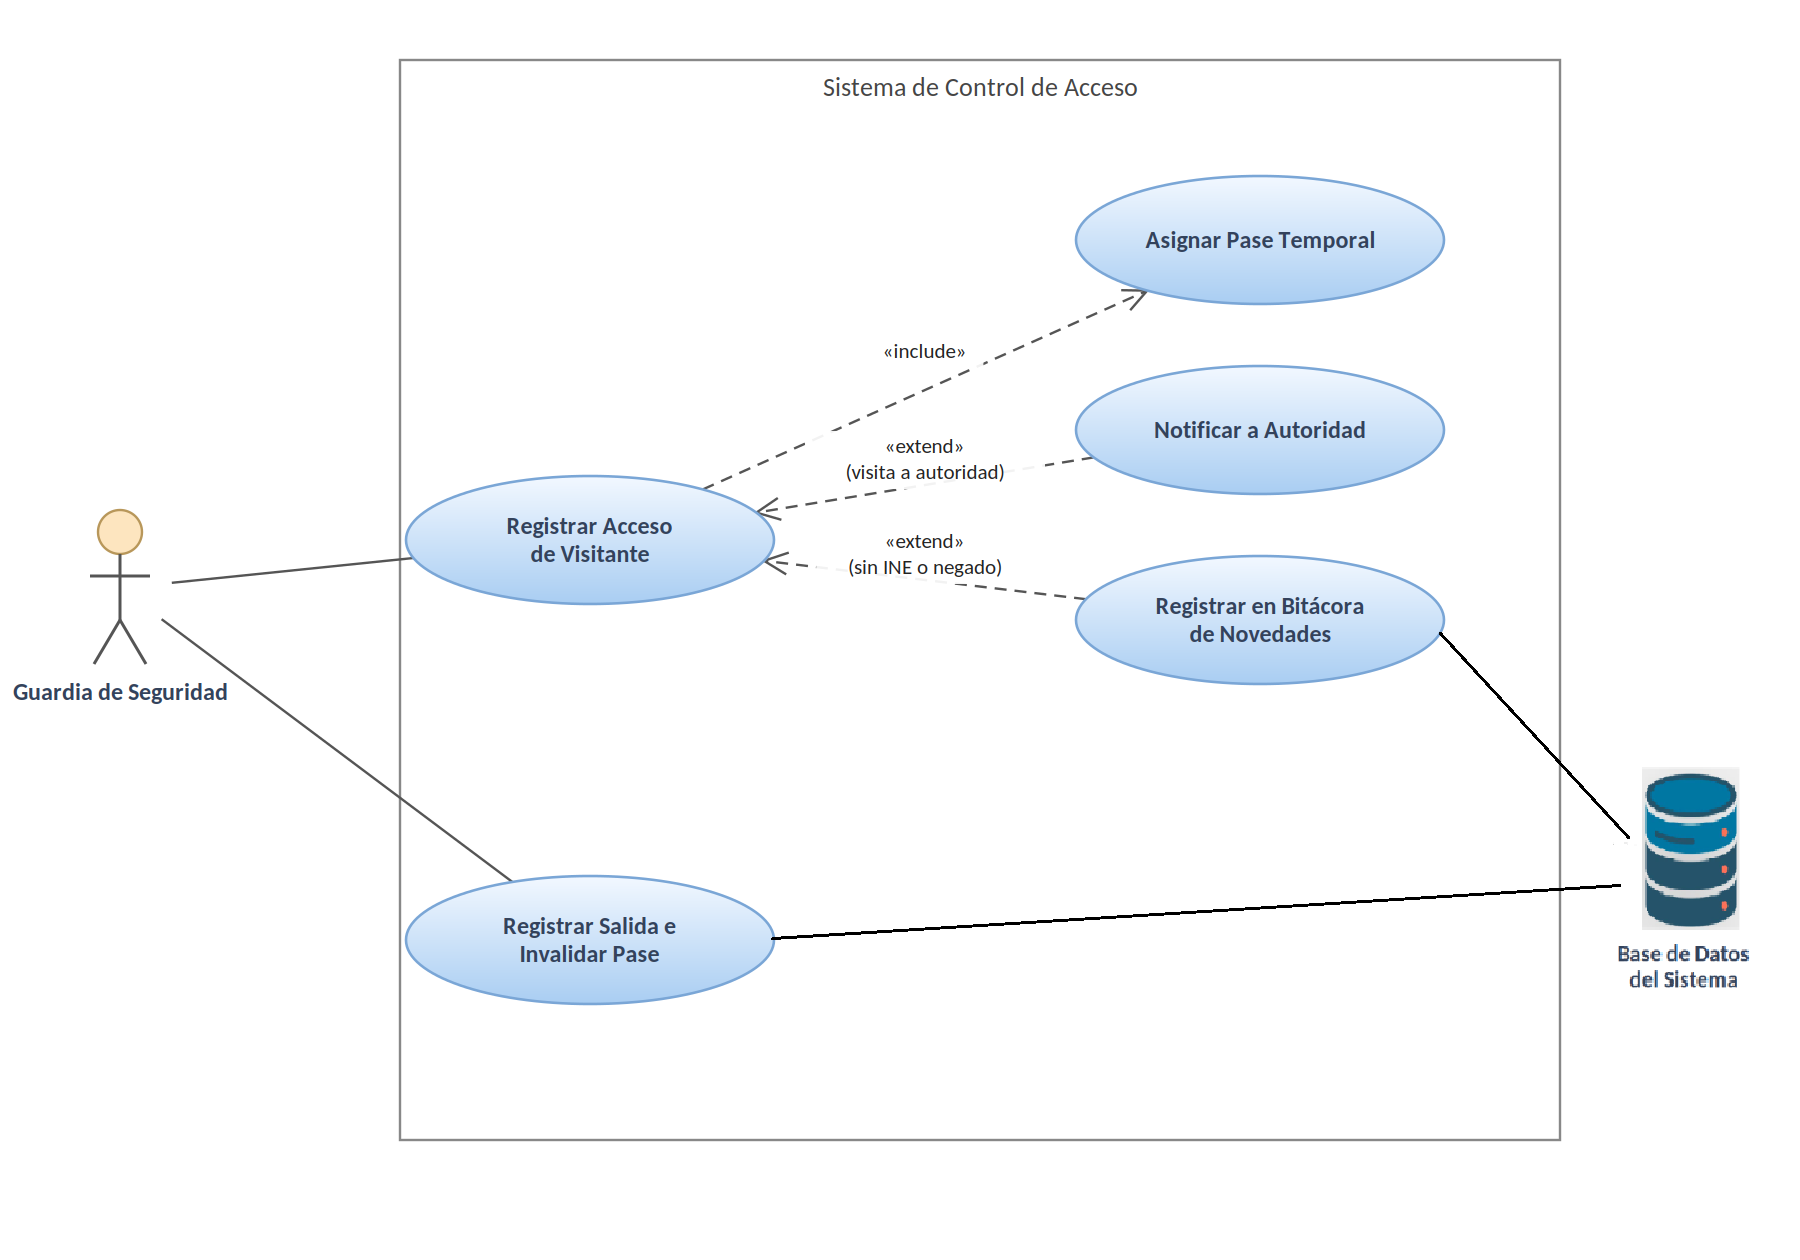 Sistema de Control de Acceso
Asignar Pase Temporal
«include»
Notificar a Autoridad
«extend»
(visita a autoridad)
Registrar Acceso
de Visitante
«extend»
(sin INE o negado)
Registrar en Bitácora
de Novedades
Guardia de Seguridad
Registrar Salida e
Invalidar Pase
Base de Datos
del Sistema